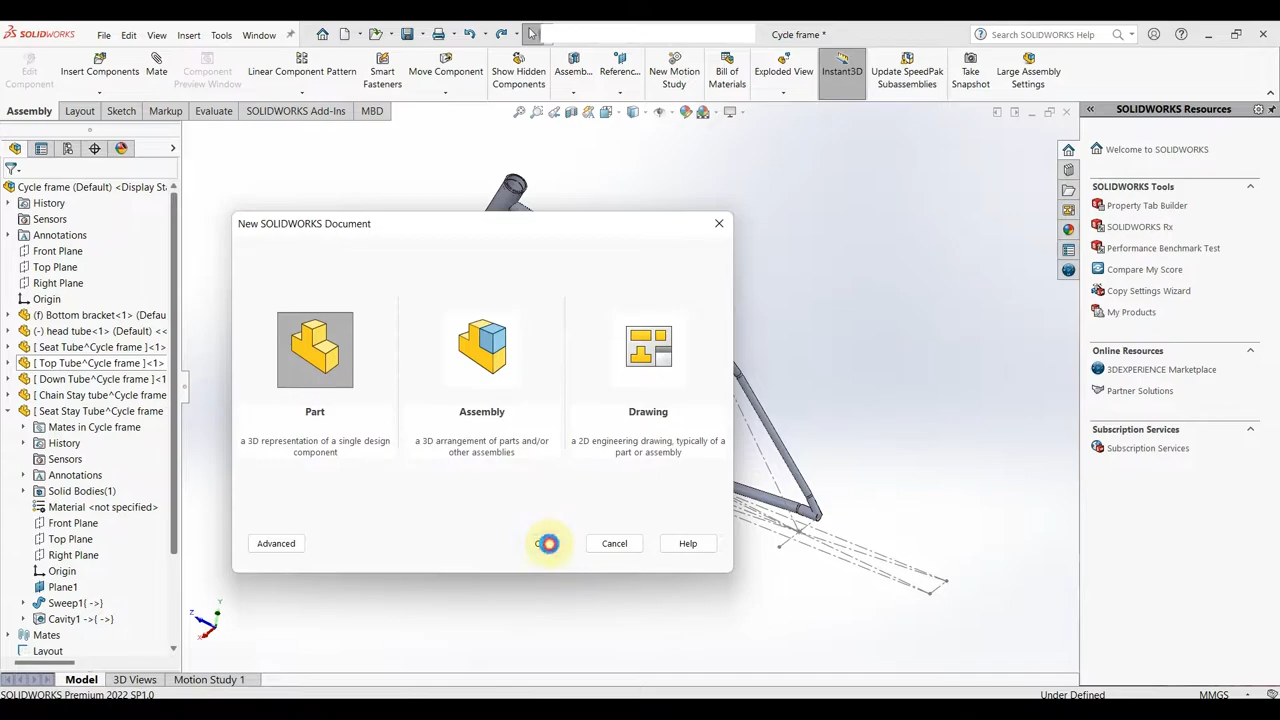 SOLIDWORKS File Edit View Insert Tools Window Cycle frame * Search SOLIDWORKS Help
Edit Component Insert Components Mate Component Preview Window Linear Component Pattern Smart Fasteners Move Component Show Hidden Components Assemb... Referenc... New Motion Study Bill of Materials Exploded View Instant3D Update SpeedPak Subassemblies Take Snapshot Large Assembly Settings
Assembly Layout Sketch Markup Evaluate SOLIDWORKS Add-Ins MBD
SOLIDWORKS Resources
Welcome to SOLIDWORKS
SOLIDWORKS Tools
Property Tab Builder
SOLIDWORKS Rx
Performance Benchmark Test
Compare My Score
Copy Settings Wizard
My Products
Online Resources
3DEXPERIENCE Marketplace
Partner Solutions
Subscription Services
Subscription Services
Cycle frame (Default) <Display Sta
History
Sensors
Annotations
Front Plane
Top Plane
Right Plane
Origin
(f) Bottom bracket<1> (Defau
(-) head tube<1> (Default) <<
[ Seat Tube^Cycle frame ]<1>
[ Top Tube^Cycle frame ]<1>
[ Down Tube^Cycle frame ]<1
[ Chain Stay tube^Cycle frame
[ Seat Stay Tube^Cycle frame
Mates in Cycle frame
History
Sensors
Annotations
Solid Bodies(1)
Material <not specified>
Front Plane
Top Plane
Right Plane
Origin
Plane1
Sweep1{ ->}
Cavity1 ->{ ->}
Mates
Layout
New SOLIDWORKS Document
Part
a 3D representation of a single design
component
Assembly
a 3D arrangement of parts and/or
other assemblies
Drawing
a 2D engineering drawing, typically of a
part or assembly
Advanced Cancel Help
Y
Z
X
Model 3D Views Motion Study 1
SOLIDWORKS Premium 2022 SP1.0 Under Defined MMGS